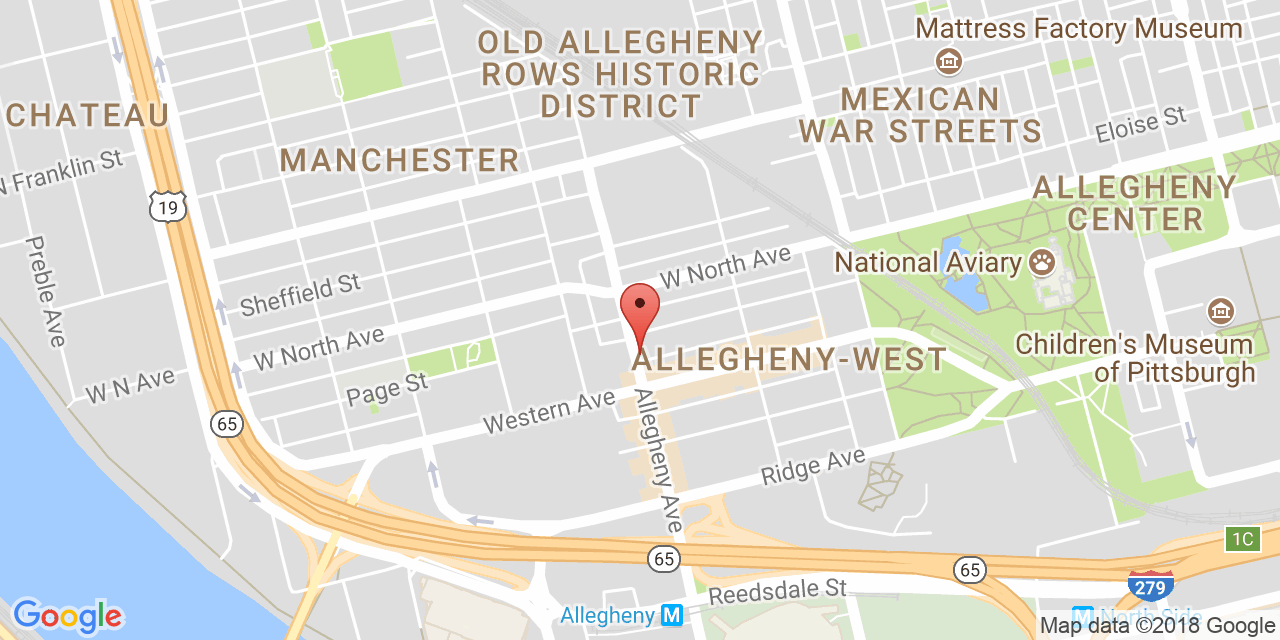 Mattress Factory Museum
OLD ALLEGHENY
ROWS HISTORIC
DISTRICT
MEXICAN
WAR STREETS
CHATEAU
Eloise St
MANCHESTER
N Franklin St
ALLEGHENY
CENTER
19
W North Ave
National Aviary
Preble Ave
Sheffield St
W North Ave
Children's Museum
of Pittsburgh
ALLEGHENY-WEST
W N Ave
Page St
Western Ave
Allegheny Ave
65
Ridge Ave
1C
65
65
279
Reedsdale St
Allegheny M
M North Side
Google
Map data ©2018 Google